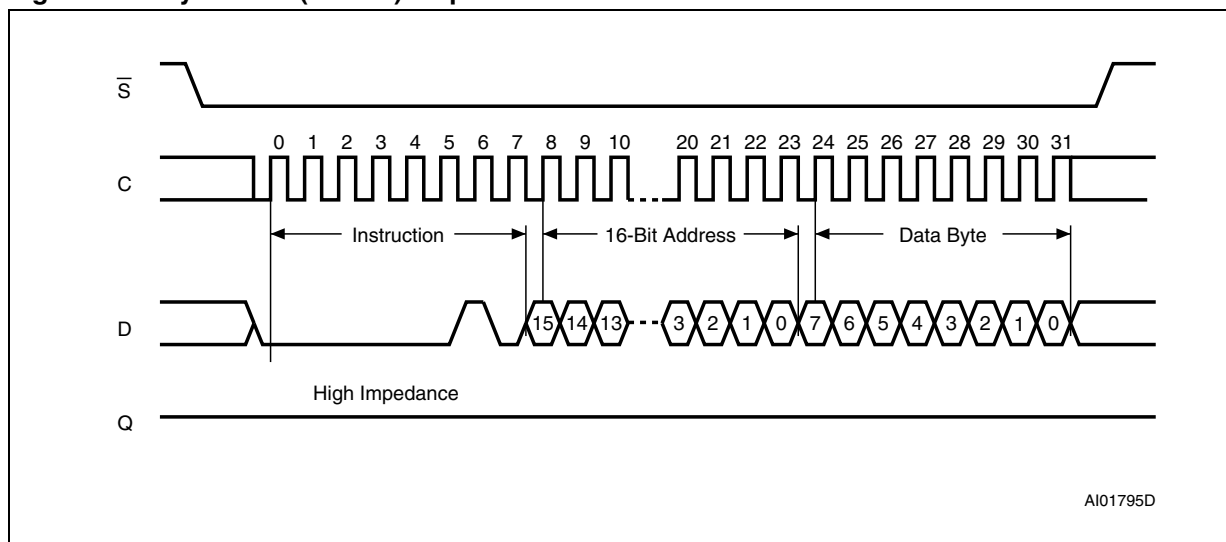 S
0 1 2 3 4 5 6 7 8 9 10 20 21 22 23 24 25 26 27 28 29 30 31
C
Instruction 16-Bit Address Data Byte
D 15 14 13 3 2 1 0 7 6 5 4 3 2 1 0
High Impedance
Q
AI01795D